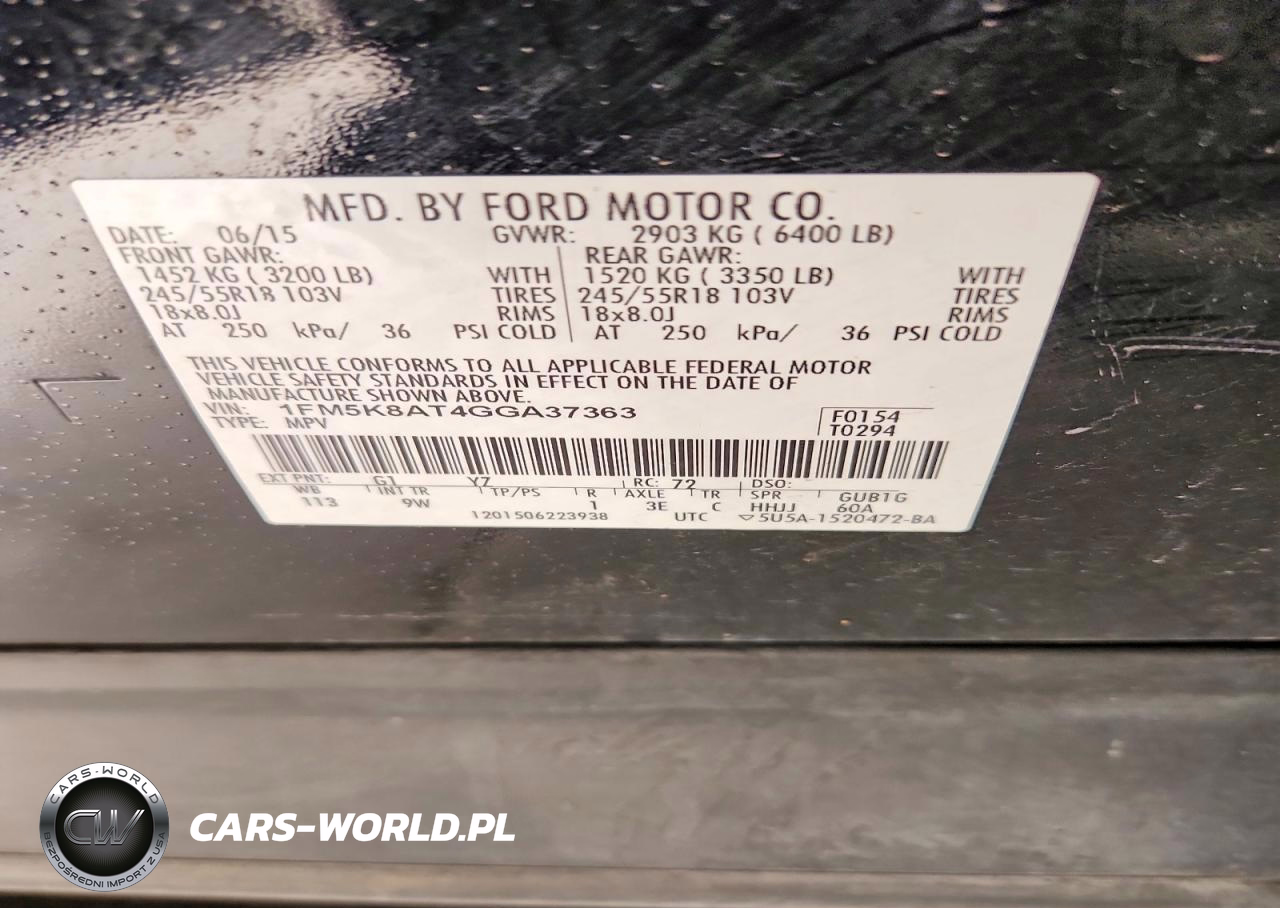 MFD. BY FORD MOTOR CO.
DATE: 06/15 GVWR: 2903 KG ( 6400 LB)
FRONT GAWR: REAR GAWR:
1452 KG ( 3200 LB) WITH 1520 KG ( 3350 LB) WITH
245/55R18 103V TIRES 245/55R18 103V TIRES
18x8.0J RIMS 18x8.0J RIMS
AT 250 kPa/ 36 PSI COLD AT 250 kPa/ 36 PSI COLD
THIS VEHICLE CONFORMS TO ALL APPLICABLE FEDERAL MOTOR
VEHICLE SAFETY STANDARDS IN EFFECT ON THE DATE OF
MANUFACTURE SHOWN ABOVE.
VIN: 1FM5K8AT4GGA37363 F0154
TYPE: MPV T0294
EXT PNT: G1 YZ RC: 72 DSO:
WB INT TR TP/PS R AXLE TR SPR GUB1G
113 9W 1 3E C HHJJ 60A
1201506223938 UTC ▽5U5A-1520472-BA
CARS-WORLD
CW
BEZPOŚREDNI IMPORT Z USA
CARS-WORLD.PL